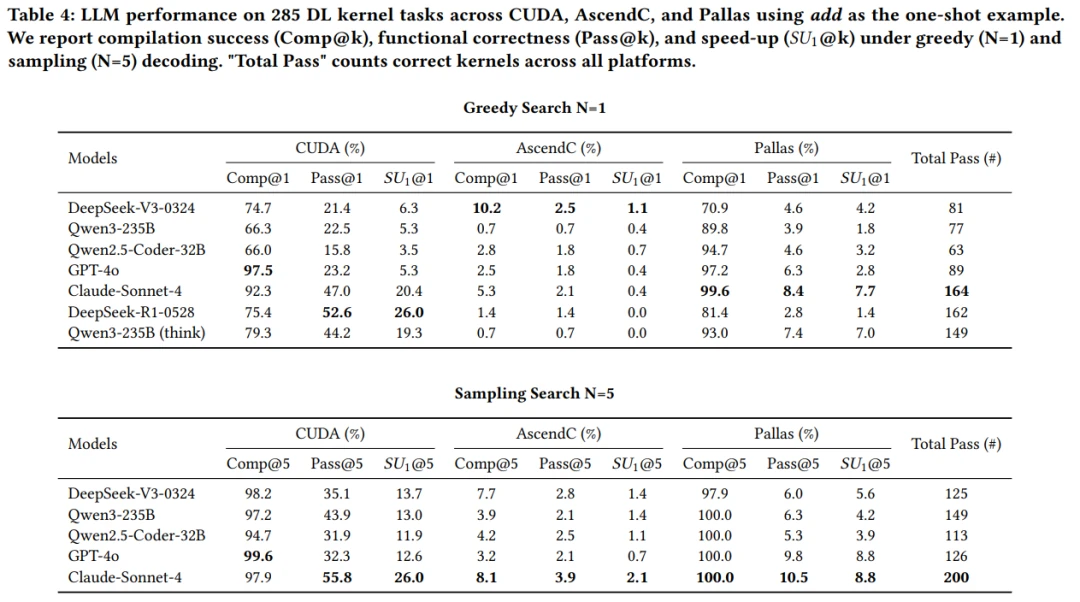 Table 4: LLM performance on 285 DL kernel tasks across CUDA, AscendC, and Pallas using add as the one-shot example.
We report compilation success (Comp@k), functional correctness (Pass@k), and speed-up (SU₁@k) under greedy (N=1) and
sampling (N=5) decoding. "Total Pass" counts correct kernels across all platforms.
Greedy Search N=1
Models CUDA (%) AscendC (%) Pallas (%) Total Pass (#)
Comp@1 Pass@1 SU₁@1 Comp@1 Pass@1 SU₁@1 Comp@1 Pass@1 SU₁@1
DeepSeek-V3-0324 74.7 21.4 6.3 10.2 2.5 1.1 70.9 4.6 4.2 81
Qwen3-235B 66.3 22.5 5.3 0.7 0.7 0.4 89.8 3.9 1.8 77
Qwen2.5-Coder-32B 66.0 15.8 3.5 2.8 1.8 0.7 94.7 4.6 3.2 63
GPT-4o 97.5 23.2 5.3 2.5 1.8 0.4 97.2 6.3 2.8 89
Claude-Sonnet-4 92.3 47.0 20.4 5.3 2.1 0.4 99.6 8.4 7.7 164
DeepSeek-R1-0528 75.4 52.6 26.0 1.4 1.4 0.0 81.4 2.8 1.4 162
Qwen3-235B (think) 79.3 44.2 19.3 0.7 0.7 0.0 93.0 7.4 7.0 149
Sampling Search N=5
Models CUDA (%) AscendC (%) Pallas (%) Total Pass (#)
Comp@5 Pass@5 SU₁@5 Comp@5 Pass@5 SU₁@5 Comp@5 Pass@5 SU₁@5
DeepSeek-V3-0324 98.2 35.1 13.7 7.7 2.8 1.4 97.9 6.0 5.6 125
Qwen3-235B 97.2 43.9 13.0 3.9 2.1 1.4 100.0 6.3 4.2 149
Qwen2.5-Coder-32B 94.7 31.9 11.9 4.2 2.5 1.1 100.0 5.3 3.9 113
GPT-4o 99.6 32.3 12.6 3.2 2.1 0.7 100.0 9.8 8.8 126
Claude-Sonnet-4 97.9 55.8 26.0 8.1 3.9 2.1 100.0 10.5 8.8 200